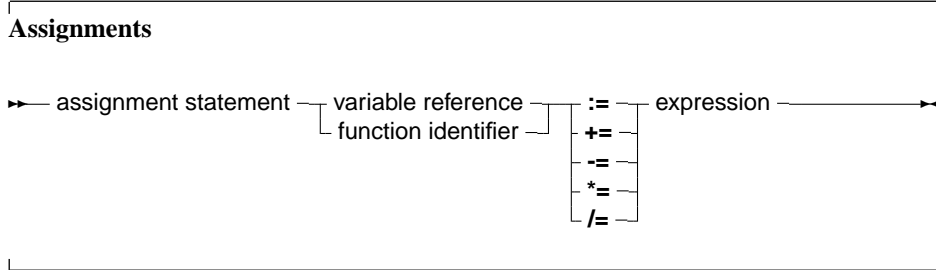 Assignments
assignment statement variable reference := expression
function identifier +=
-=
*=
/=